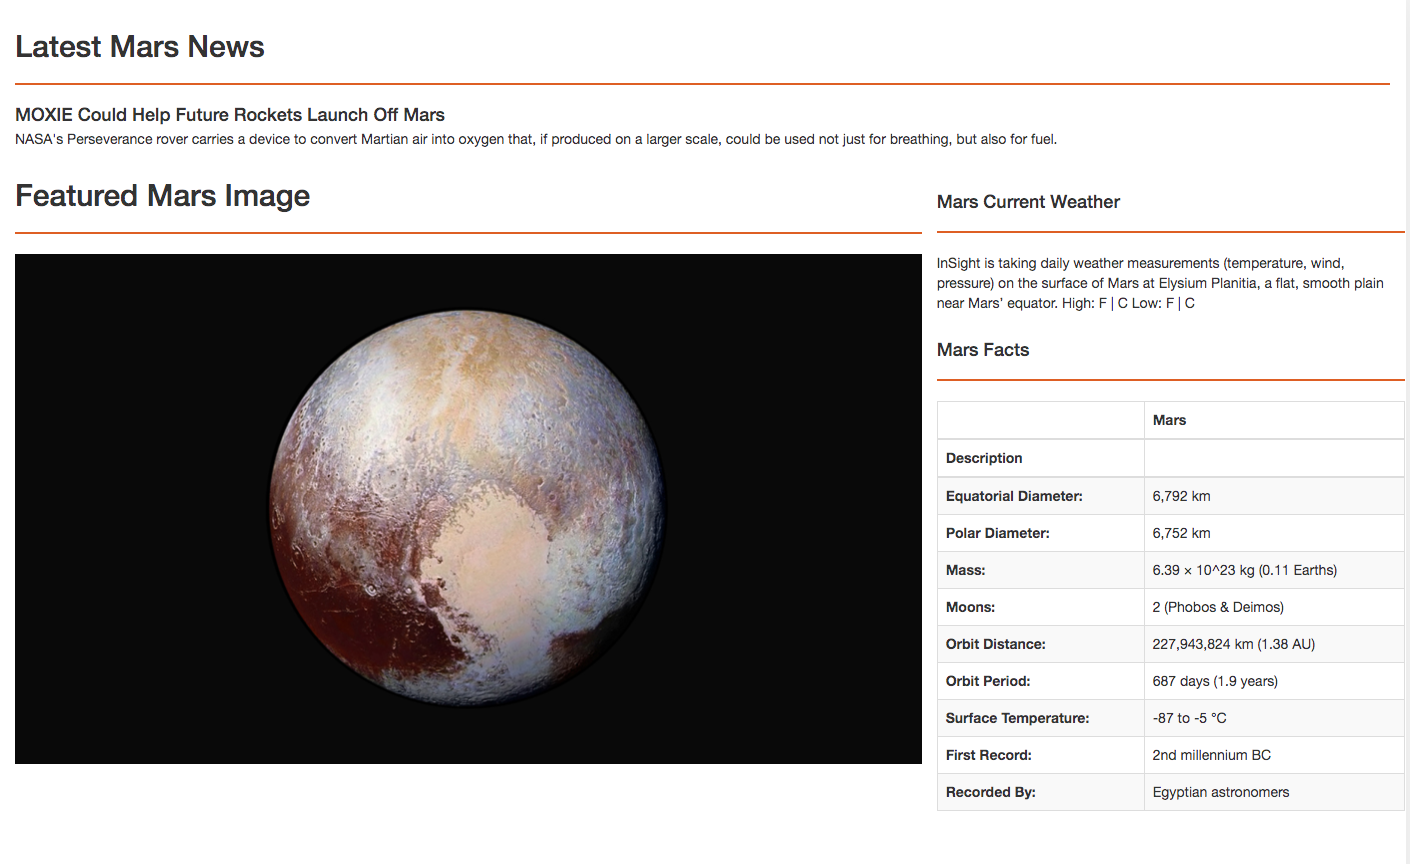 Latest Mars News
MOXIE Could Help Future Rockets Launch Off Mars
NASA's Perseverance rover carries a device to convert Martian air into oxygen that, if produced on a larger scale, could be used not just for breathing, but also for fuel.
Featured Mars Image
Mars Current Weather
InSight is taking daily weather measurements (temperature, wind,
pressure) on the surface of Mars at Elysium Planitia, a flat, smooth plain
near Mars' equator. High: F | C Low: F | C
Mars Facts
Mars
Description
Equatorial Diameter: 6,792 km
Polar Diameter: 6,752 km
Mass: 6.39 × 10^23 kg (0.11 Earths)
Moons: 2 (Phobos & Deimos)
Orbit Distance: 227,943,824 km (1.38 AU)
Orbit Period: 687 days (1.9 years)
Surface Temperature: -87 to -5 °C
First Record: 2nd millennium BC
Recorded By: Egyptian astronomers